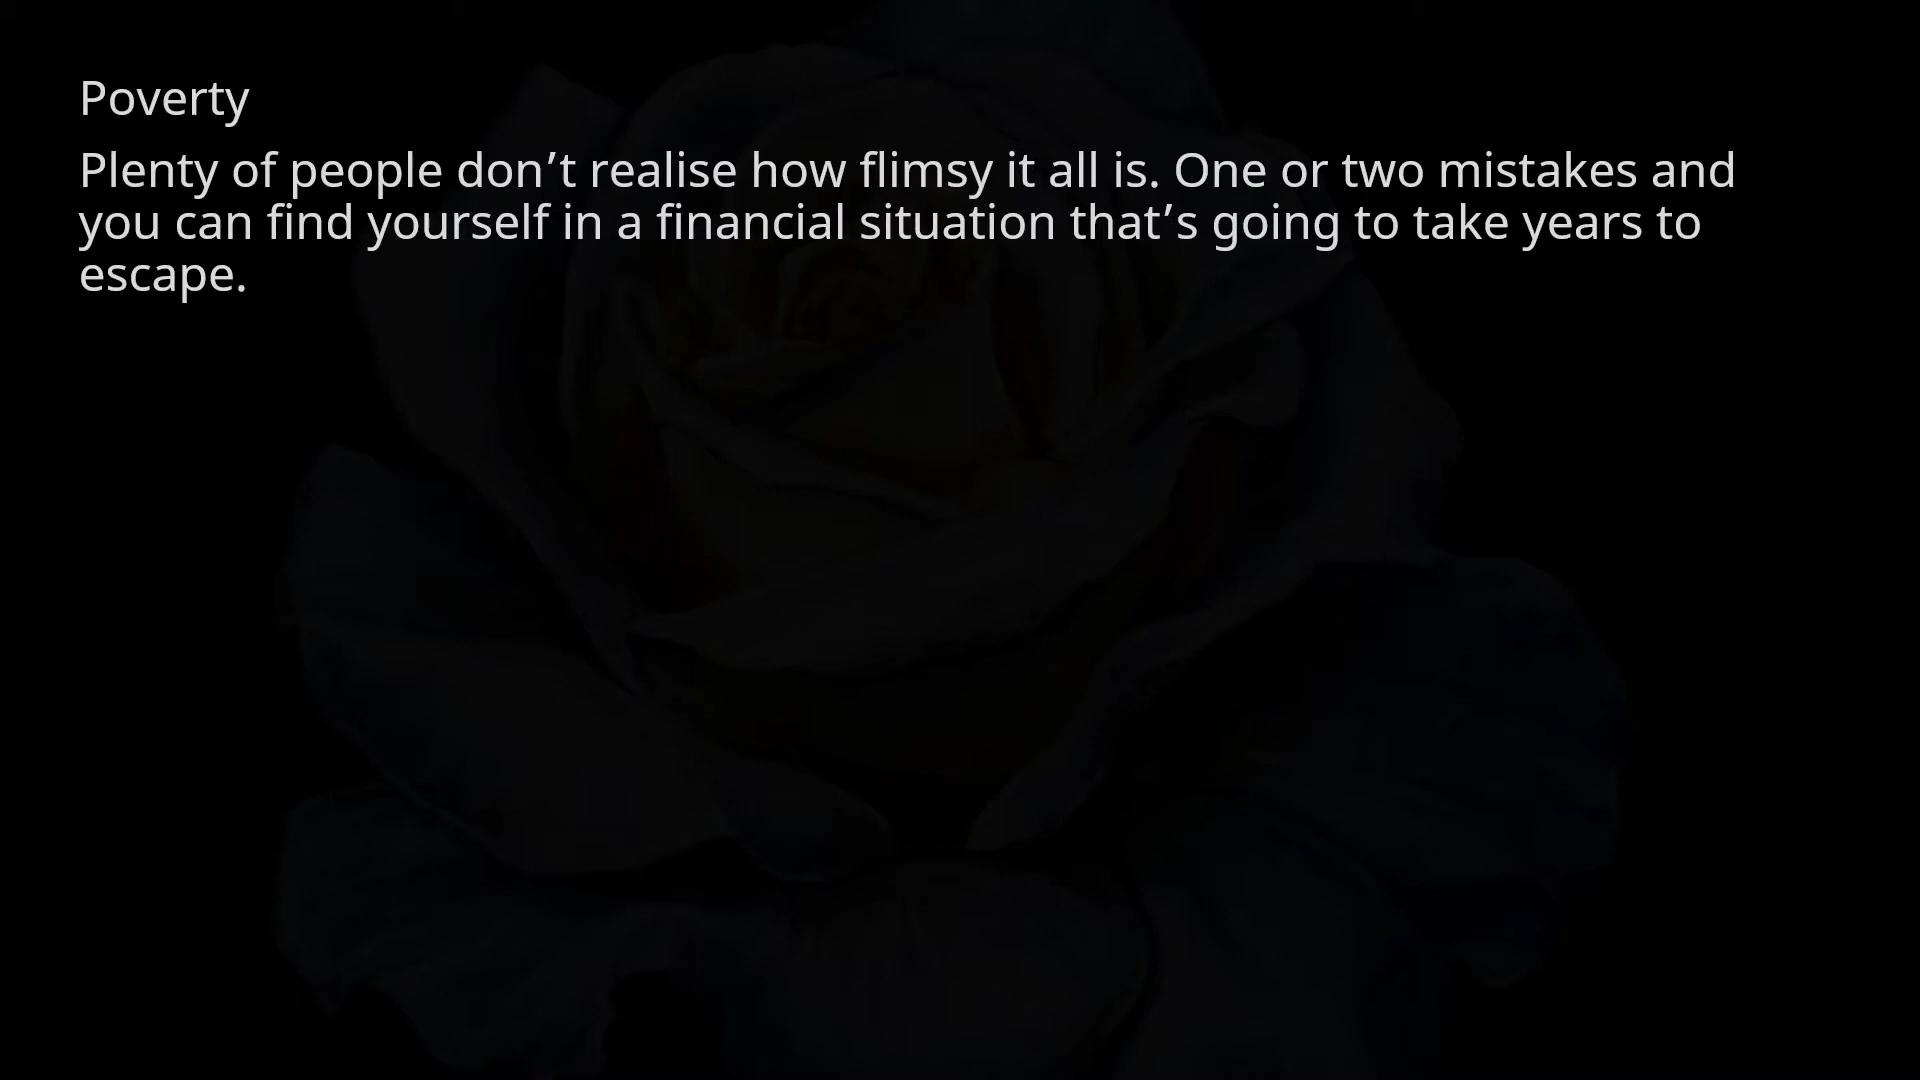 Poverty
Plenty of people don’t realise how flimsy it all is. One or two mistakes and
you can find yourself in a financial situation that’s going to take years to
escape.